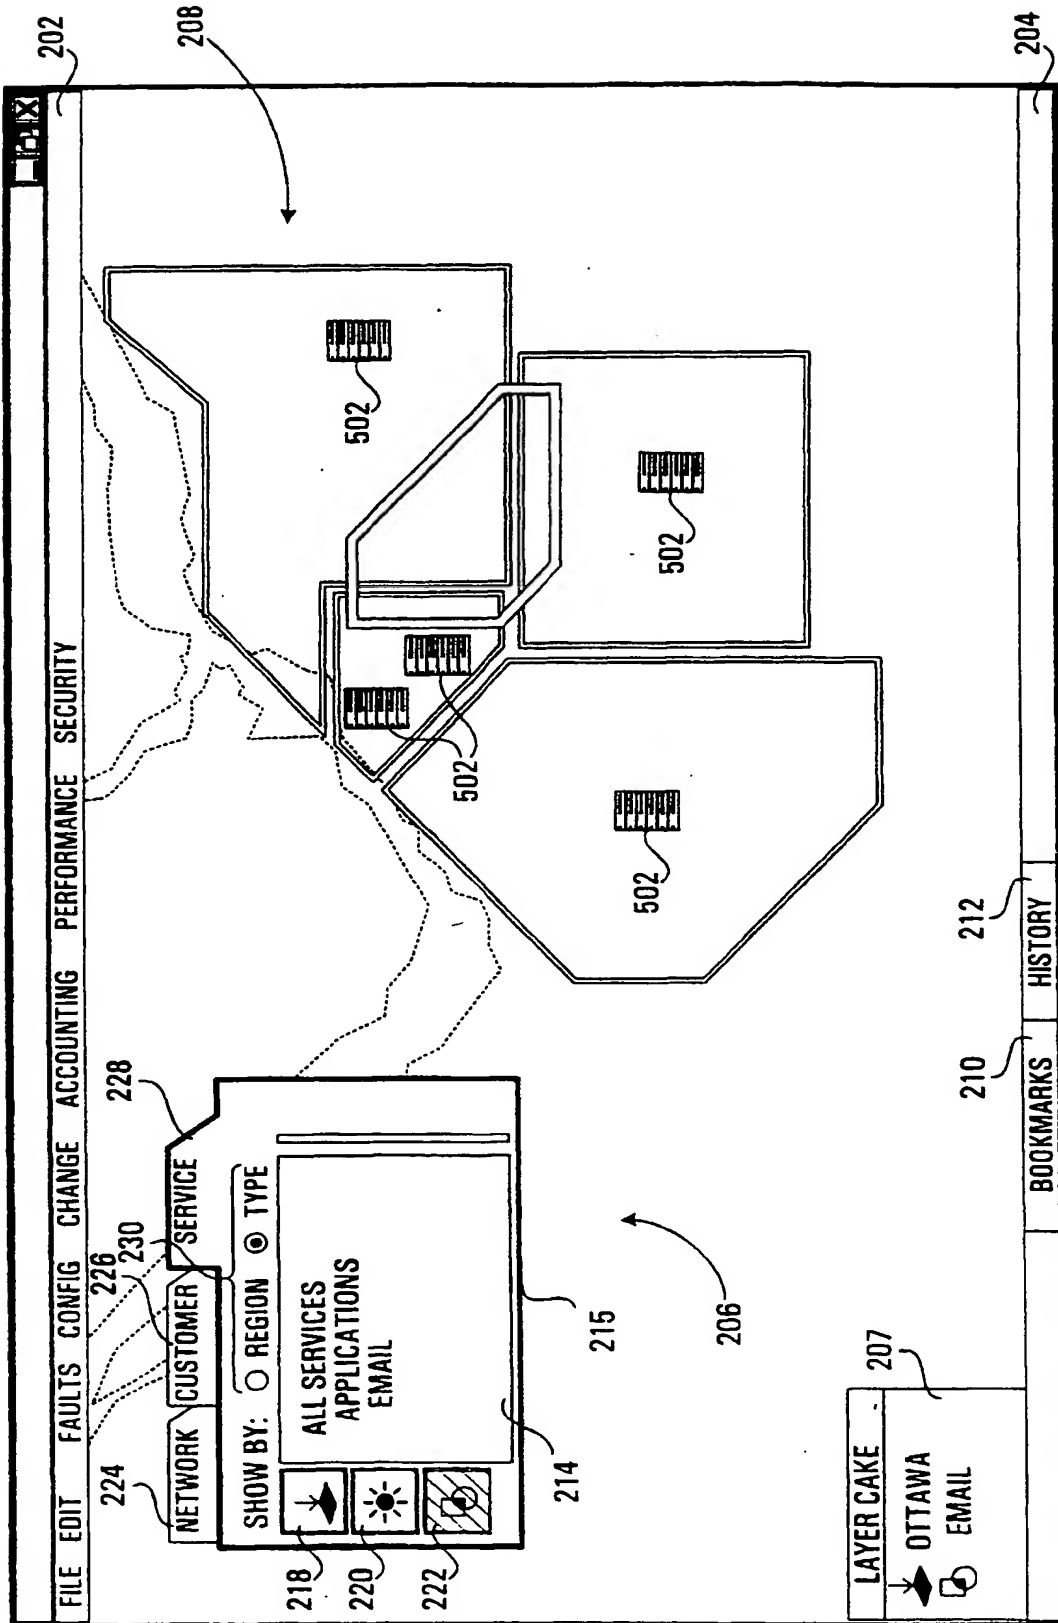 202
208
FILE EDIT FAULTS CONFIG CHANGE ACCOUNTING PERFORMANCE SECURITY
224
226
230
228
NETWORK CUSTOMER SERVICE
SHOW BY: REGION TYPE
218
220
222
ALL SERVICES
APPLICATIONS
EMAIL
214
215
206
502
502
502
502
LAYER CAKE
OTTAWA
EMAIL
207
210
212
BOOKMARKS HISTORY
204